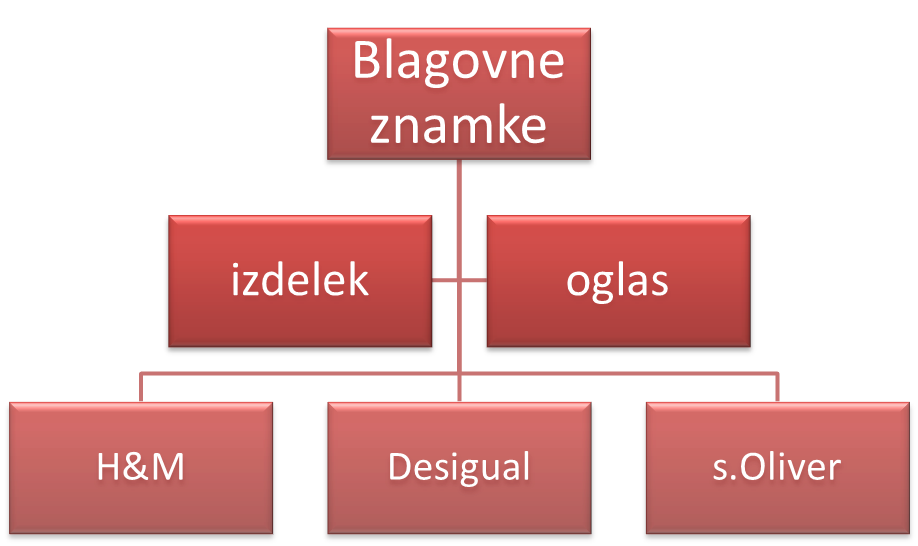 Blagovne
znamke
izdelek
oglas
H&M
Desigual
s.Oliver